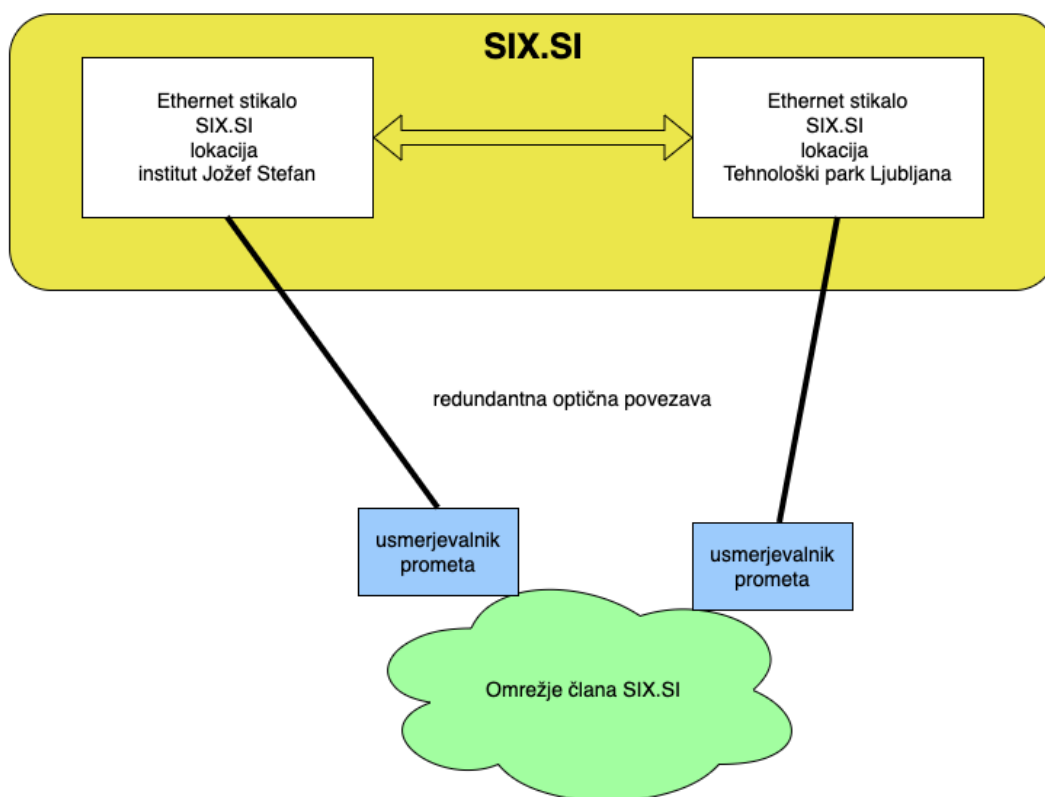 SIX.SI
Ethernet stikalo
SIX.SI
lokacija
institut Jožef Stefan
Ethernet stikalo
SIX.SI
lokacija
Tehnološki park Ljubljana
redundantna optična povezava
usmerjevalnik
prometa
usmerjevalnik
prometa
Omrežje člana SIX.SI